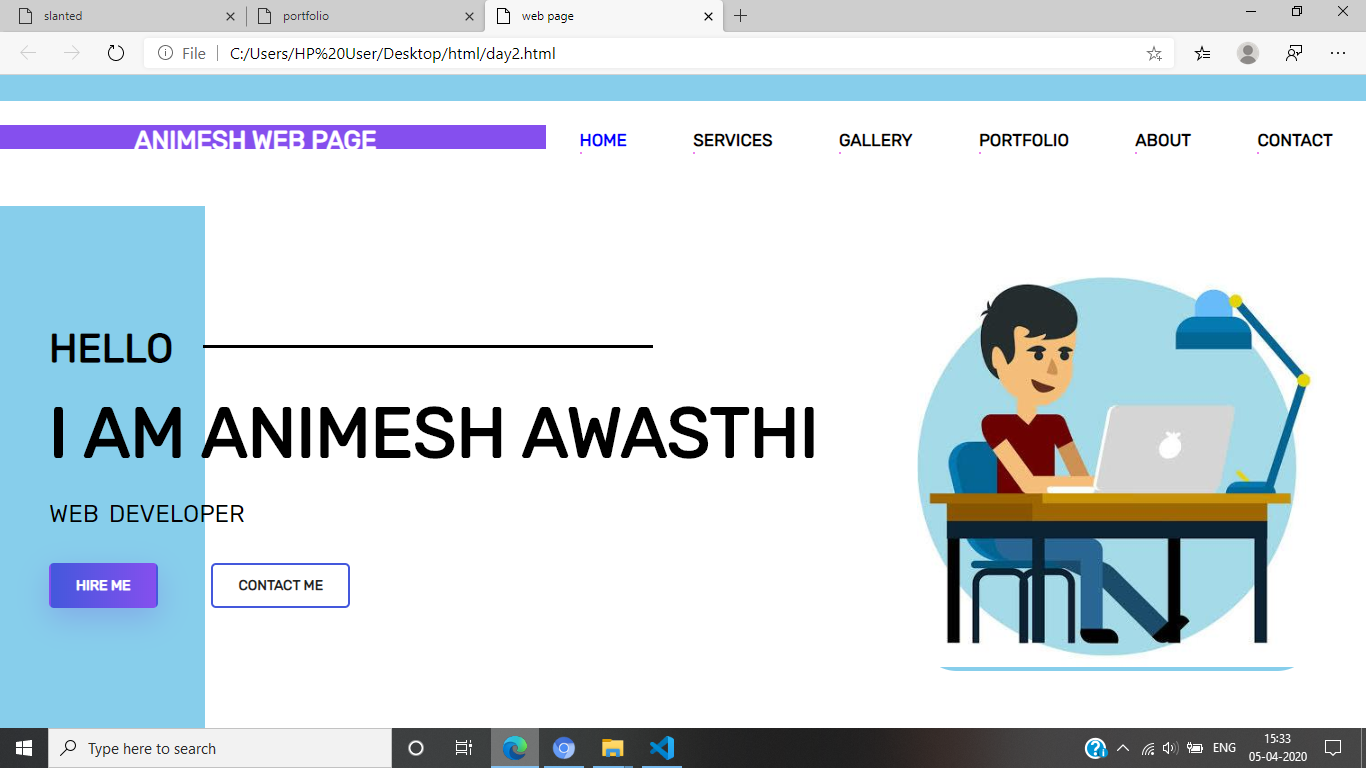 slanted portfolio web page
File C:/Users/HP%20User/Desktop/html/day2.html
ANIMESH WEB PAGE HOME SERVICES GALLERY PORTFOLIO ABOUT CONTACT
HELLO
I AM ANIMESH AWASTHI
WEB DEVELOPER
HIRE ME CONTACT ME
Type here to search ENG 15:33
05-04-2020